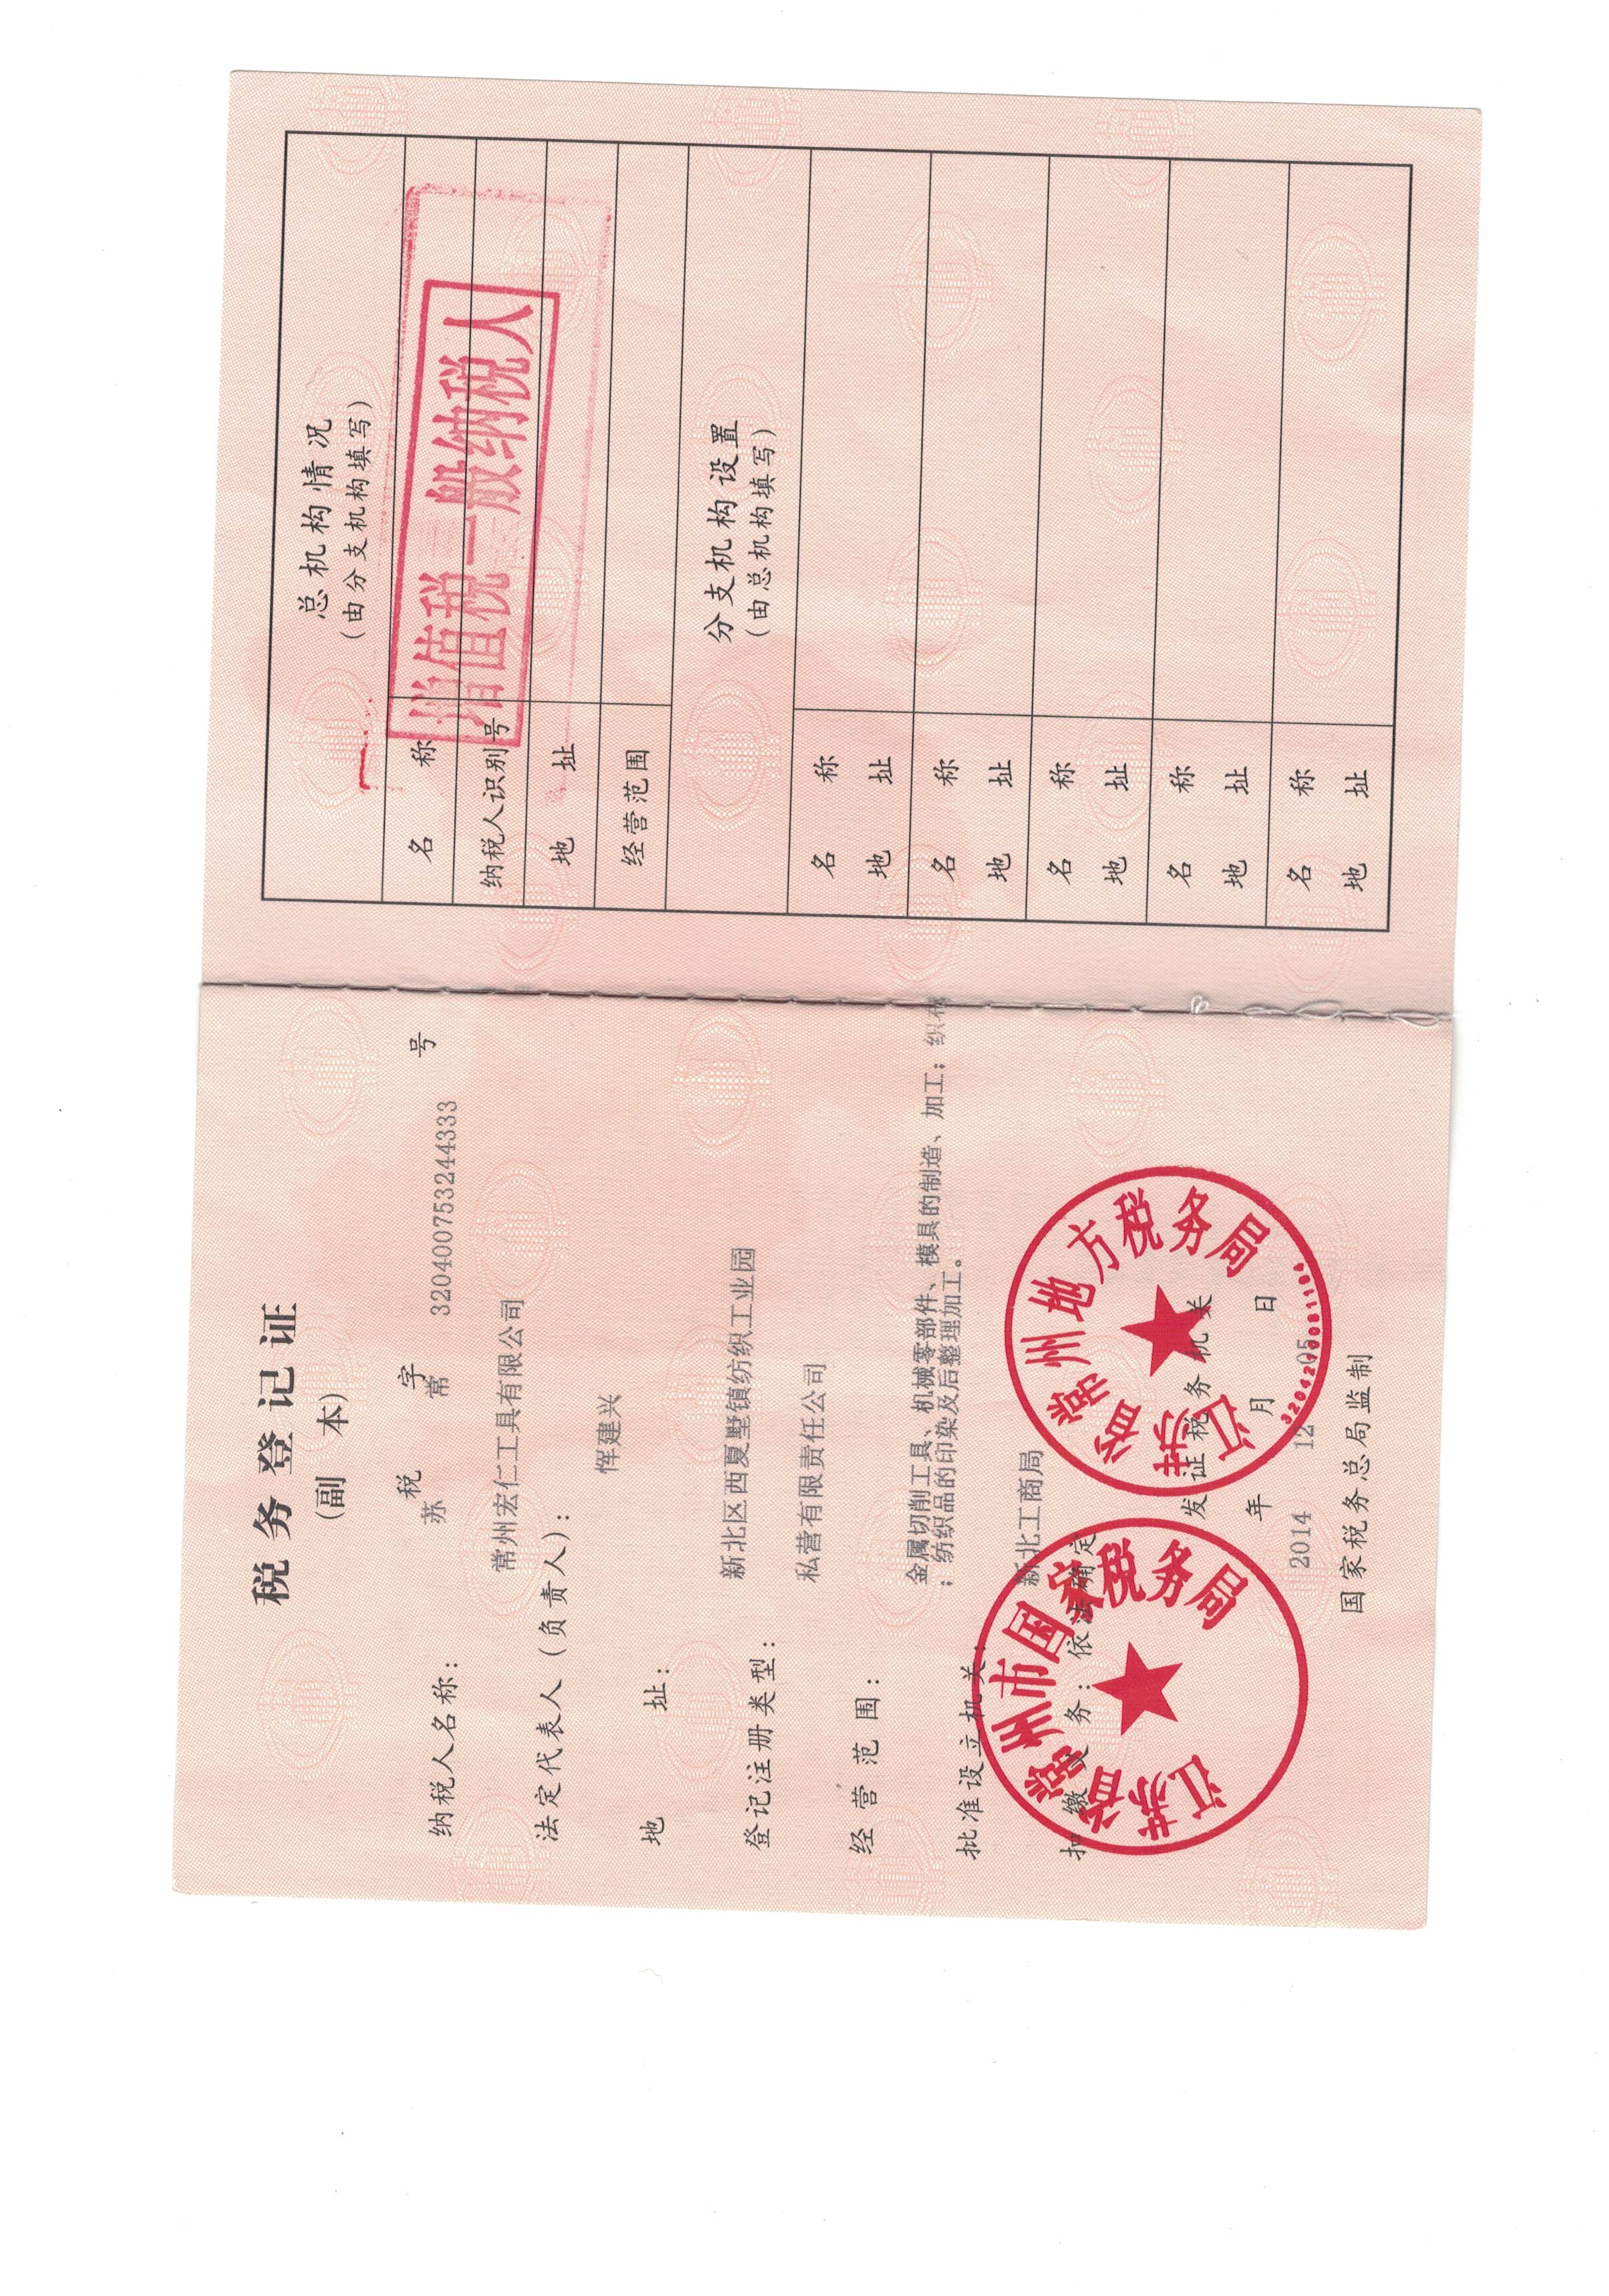 税务登记证
（副 本）
税 字 号
苏 常 320400753244333
纳税人名称：
常州宏仁工具有限公司
法定代表人（负责人）：
恽建兴
地 址：
新北区西夏墅镇纺织工业园
登记注册类型：
私营有限责任公司
经营范围：
金属切削工具、机械零部件、模具的制造、加工；织布
；纺织品的印染及后整理加工。
批准设立机关：
新北工商局
扣缴义务：依法确定
发证税务机关
年 月 日
2014 12 05
国家税务总局监制
江苏省常州市国家税务局
江苏省常州地方税务局
总机构情况
（由分支机构填写）
名 称
纳税人识别号
地 址
经营范围
增值税一般纳税人
分支机构设置
（由总机构填写）
名 称
地 址
名 称
地 址
名 称
地 址
名 称
地 址
名 称
地 址